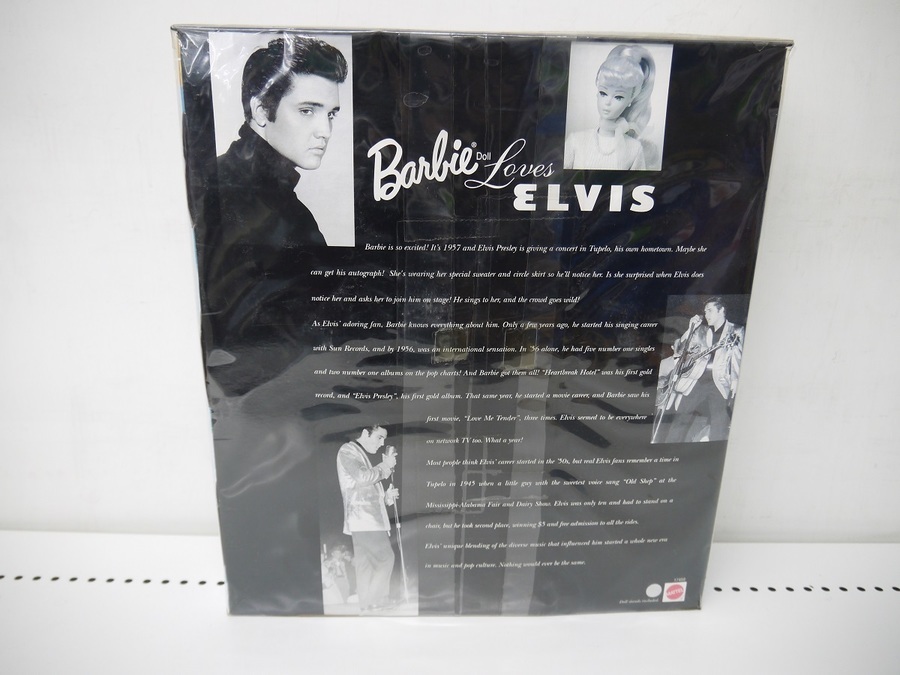 Barbie® Doll Loves
ELVIS
Barbie is so excited! It's 1957 and Elvis Presley is giving a concert in Tupelo, his own hometown. Maybe she
can get his autograph! She's wearing her special sweater and circle skirt so he'll notice her. Is she surprised when Elvis does
notice her and asks her to join him on stage! He sings to her, and the crowd goes wild!
As Elvis' adoring fan, Barbie knows everything about him. Only a few years ago, he started his singing career
with Sun Records, and by 1956, was an international sensation. In '56 alone, he had five number one singles
and two number one albums on the pop charts! And Barbie got them all! "Heartbreak Hotel" was his first gold
record, and "Elvis Presley", his first gold album. That same year, he started a movie career, and Barbie saw his
first movie, "Love Me Tender", three times. Elvis seemed to be everywhere
on network TV too. What a year!
Most people think Elvis' career started in the '50s, but real Elvis fans remember a time in
Tupelo in 1945 when a little guy with the sweetest voice sang "Old Shep" at the
Mississippi-Alabama Fair and Dairy Show. Elvis was only ten and had to stand on a
chair, but he took second place, winning $5 and free admission to all the rides.
Elvis' unique blending of the diverse music that influenced him started a whole new era
in music and pop culture. Nothing would ever be the same.